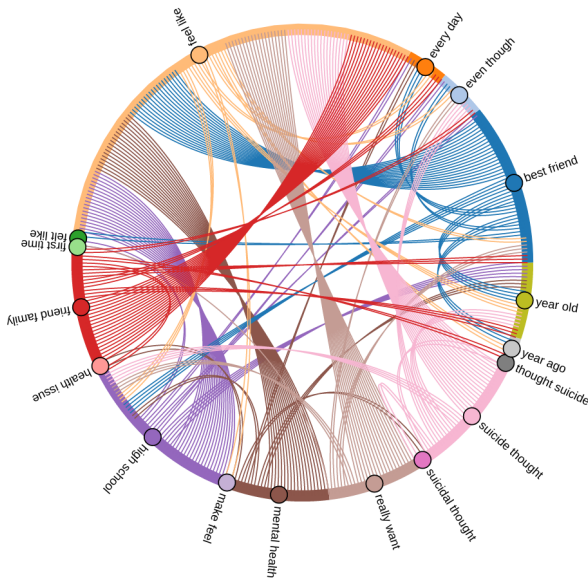 feel like
every day
even though
best friend
year old
year ago
thought suicide
suicide thought
suicidal thought
really want
mental health
make feel
high school
health issue
friend family
first time
felt like